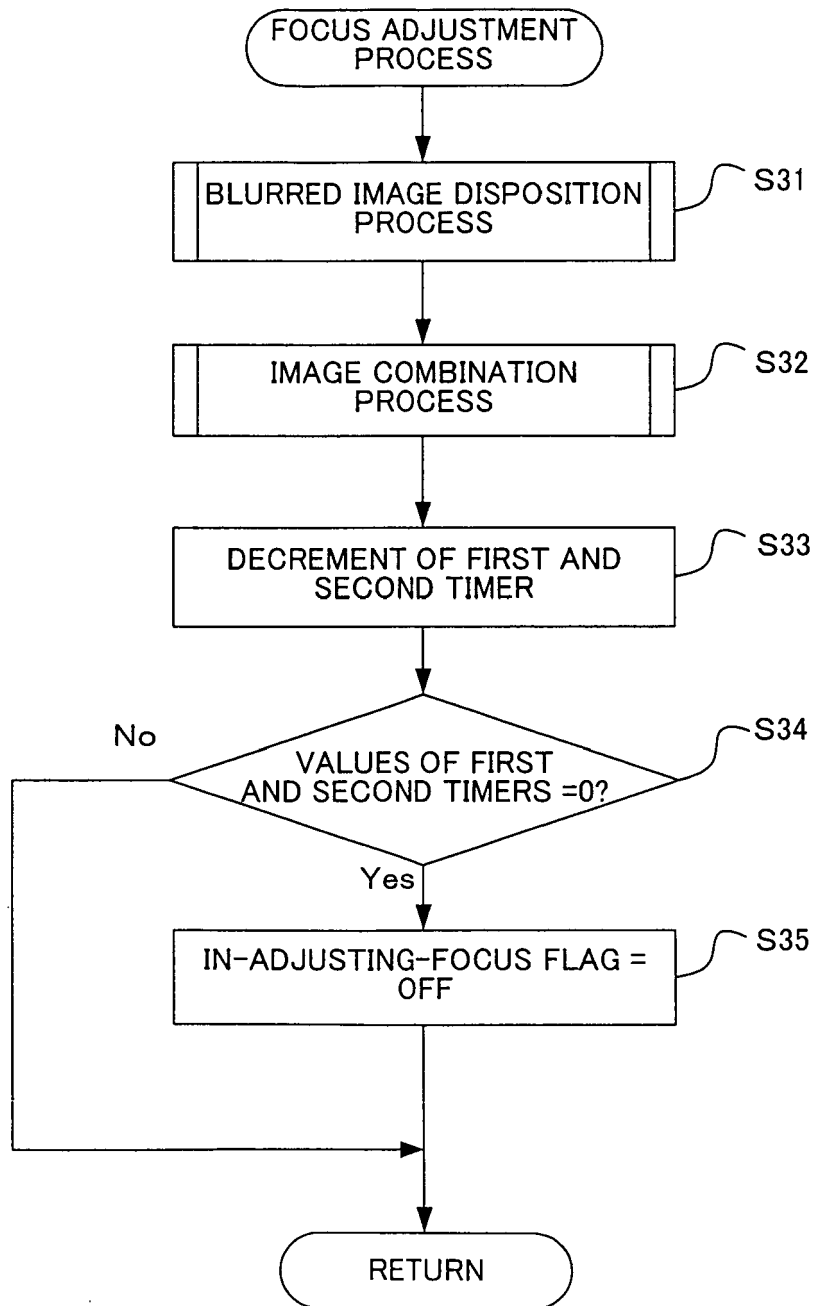 FOCUS ADJUSTMENT
PROCESS
BLURRED IMAGE DISPOSITION
PROCESS
S31
IMAGE COMBINATION
PROCESS
S32
DECREMENT OF FIRST AND
SECOND TIMER
S33
No
VALUES OF FIRST
AND SECOND TIMERS =0?
S34
Yes
IN-ADJUSTING-FOCUS FLAG =
OFF
S35
RETURN